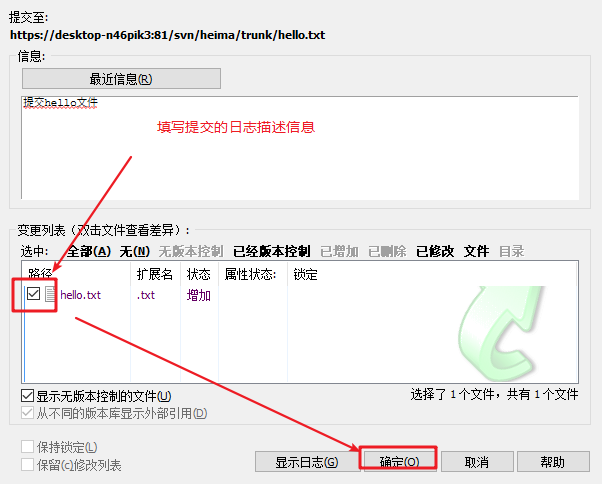 提交至:
https://desktop-n46pik3:81/svn/heima/trunk/hello.txt
信息:
最近信息(R)
提交hello文件
填写提交的日志描述信息
变更列表（双击文件查看差异）:
选中: 全部(A) 无(N) 无版本控制 已经版本控制 已增加 已删除 已修改 文件 目录
路径 扩展名 状态 属性状态: 锁定
hello.txt .txt 增加
显示无版本控制的文件(U) 选择了 1 个文件，共有 1 个文件
从不同的版本库显示外部引用(D)
保持锁定(L)
保留(c)修改列表
显示日志(G) 确定(O) 取消 帮助